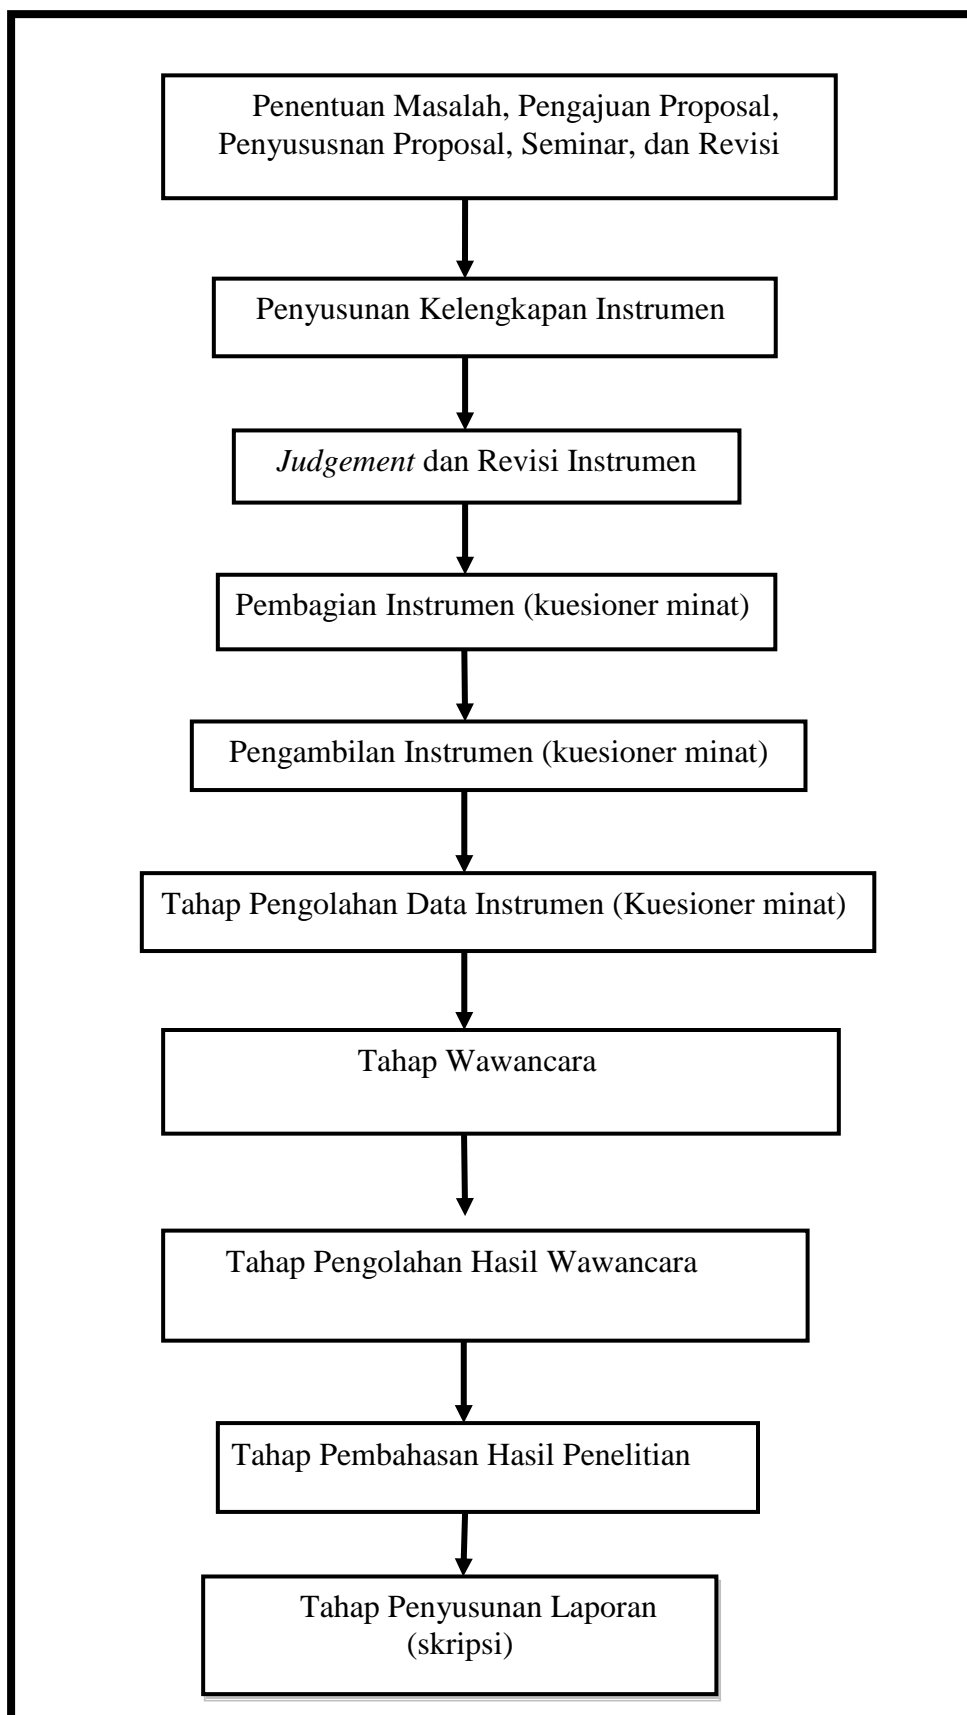 Penentuan Masalah, Pengajuan Proposal,
Penyususnan Proposal, Seminar, dan Revisi
Penyusunan Kelengkapan Instrumen
Judgement dan Revisi Instrumen
Pembagian Instrumen (kuesioner minat)
Pengambilan Instrumen (kuesioner minat)
Tahap Pengolahan Data Instrumen (Kuesioner minat)
Tahap Wawancara
Tahap Pengolahan Hasil Wawancara
Tahap Pembahasan Hasil Penelitian
Tahap Penyusunan Laporan
(skripsi)